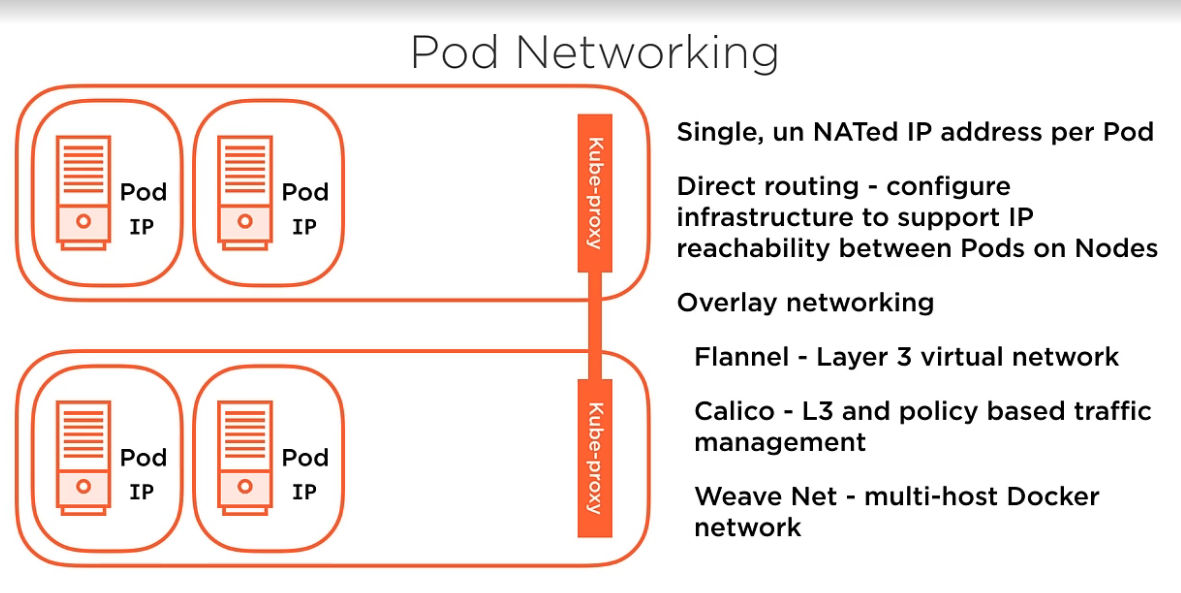 Pod Networking
Pod
IP
Pod
IP
Kube-proxy
Pod
IP
Pod
IP
Kube-proxy
Single, un NATed IP address per Pod
Direct routing - configure
infrastructure to support IP
reachability between Pods on Nodes
Overlay networking
Flannel - Layer 3 virtual network
Calico - L3 and policy based traffic
management
Weave Net - multi-host Docker
network